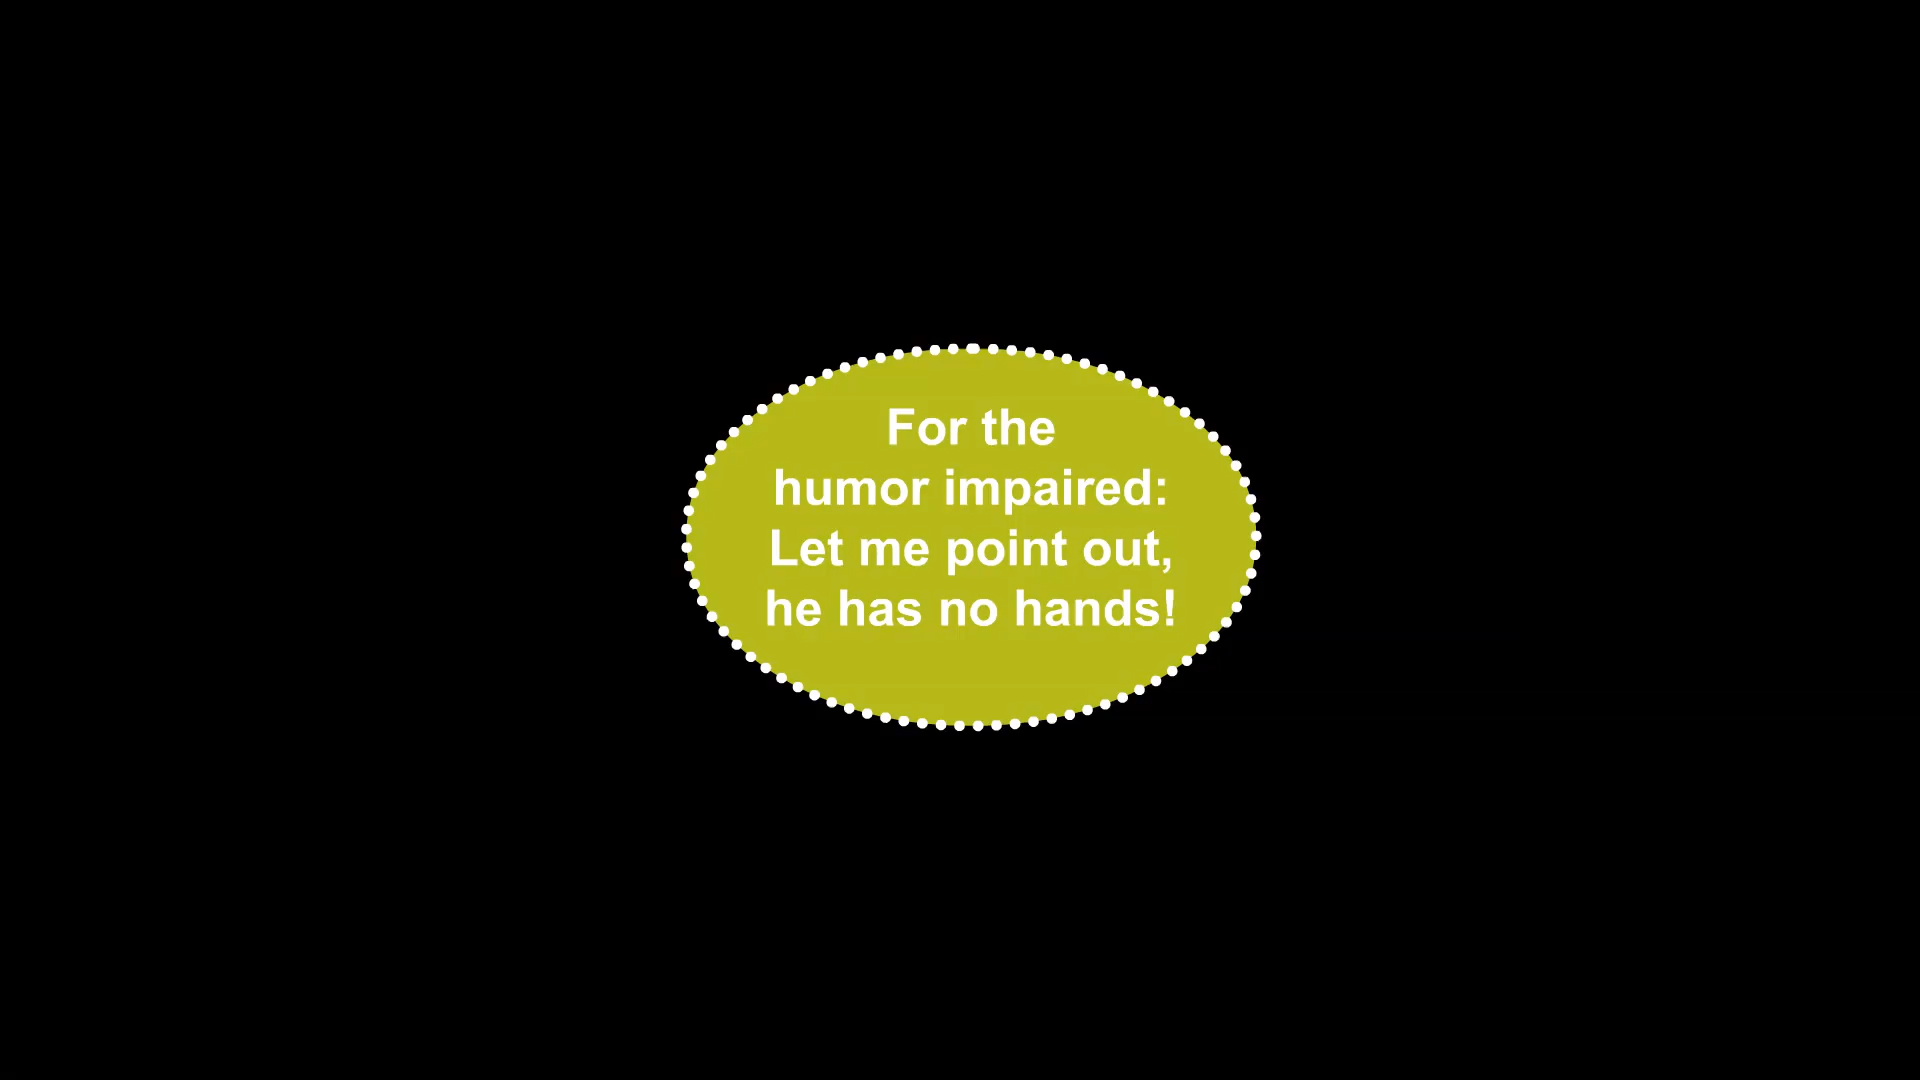 For the
humor impaired:
Let me point out,
he has no hands!